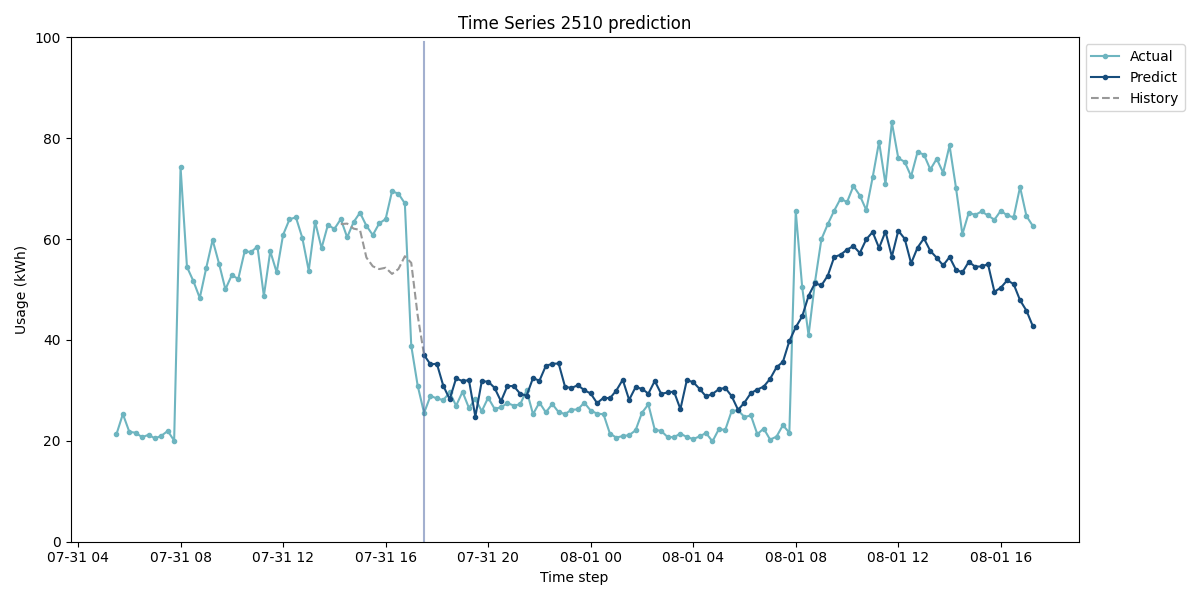 Time Series 2510 prediction
100
80
60
40
20
0
Usage (kWh)
07-31 04
07-31 08
07-31 12
07-31 16
07-31 20
08-01 00
08-01 04
08-01 08
08-01 12
08-01 16
Time step
Actual
Predict
History